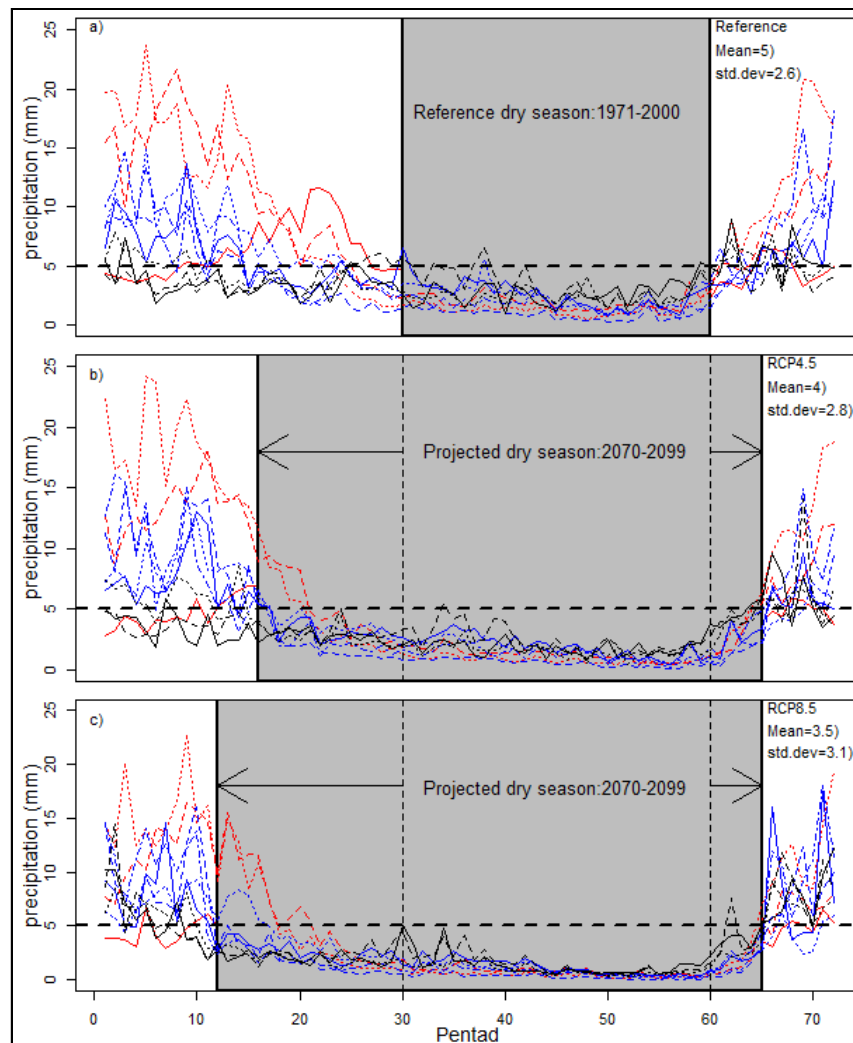 a)
Reference
Mean=5)
std.dev=2.6)
Reference dry season:1971-2000
precipitation (mm)
0
5
10
15
20
25
b)
RCP4.5
Mean=4)
std.dev=2.8)
Projected dry season:2070-2099
precipitation (mm)
0
5
10
15
20
25
c)
RCP8.5
Mean=3.5)
std.dev=3.1)
Projected dry season:2070-2099
precipitation (mm)
0
5
10
15
20
25
0
10
20
30
40
50
60
70
Pentad